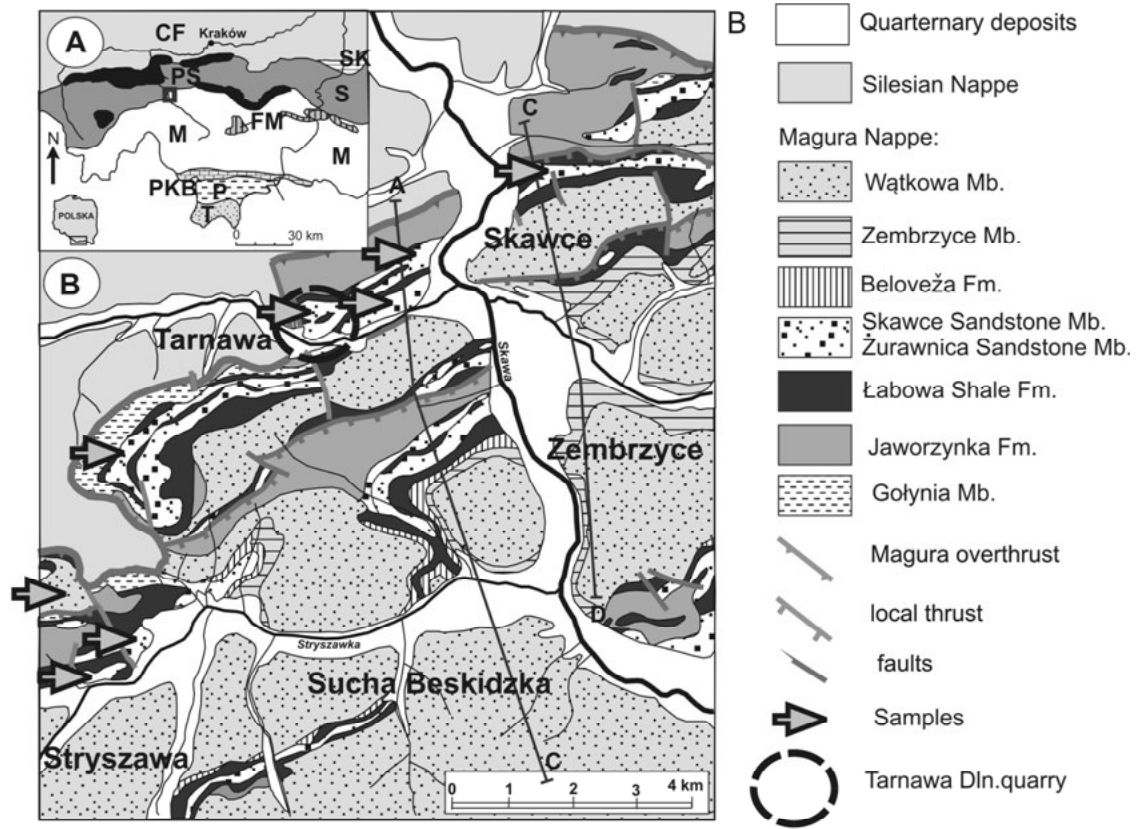 A
CF
Kraków
SK
PS
S
FM
M
M
N
PKB
P
T
POLSKA
0 30 km
B
A
C
Skawce
Tarnawa
Skawa
Zembrzyce
D
Stryszawka
Sucha Beskidzka
Stryszawa
C
0 1 2 3 4 km
B
Quarternary deposits
Silesian Nappe
Magura Nappe:
Wątkowa Mb.
Zembrzyce Mb.
Beloveža Fm.
Skawce Sandstone Mb.
Żurawnica Sandstone Mb.
Łabowa Shale Fm.
Jaworzynka Fm.
Gołynia Mb.
Magura overthrust
local thrust
faults
Samples
Tarnawa Dln.quarry